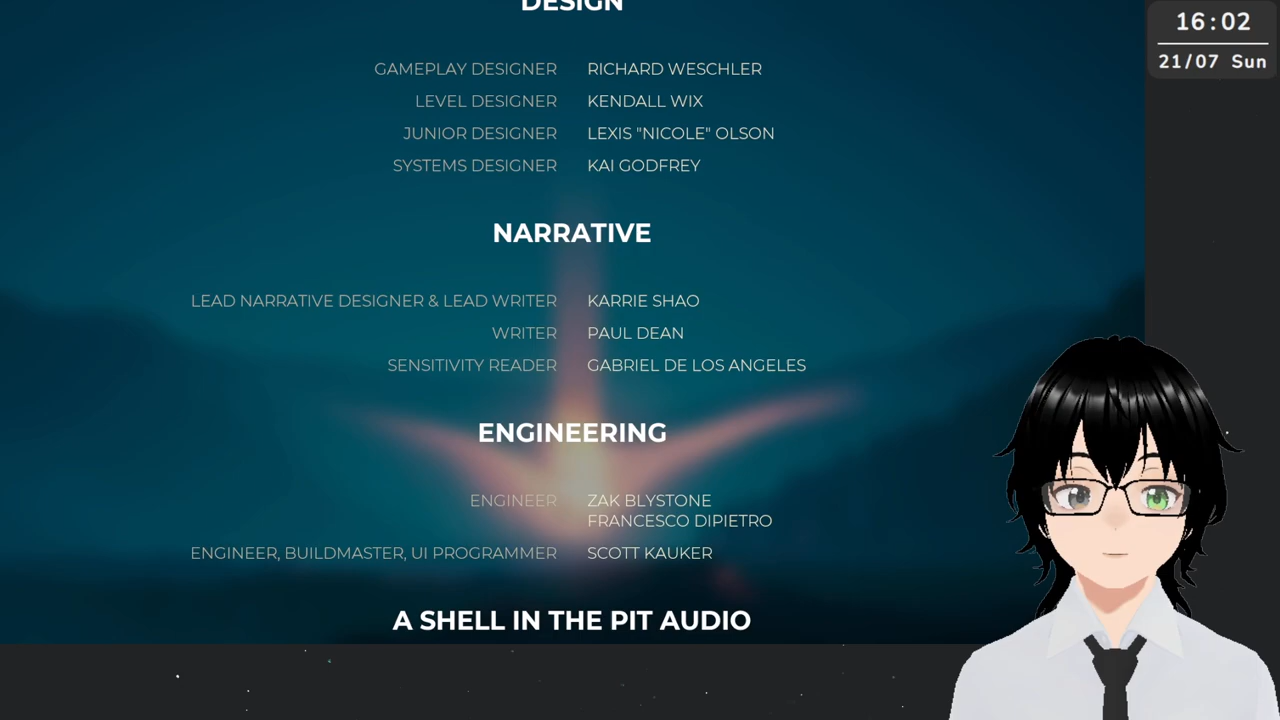 DESIGN
16:02
21/07 Sun
GAMEPLAY DESIGNER RICHARD WESCHLER
LEVEL DESIGNER KENDALL WIX
JUNIOR DESIGNER LEXIS "NICOLE" OLSON
SYSTEMS DESIGNER KAI GODFREY
NARRATIVE
LEAD NARRATIVE DESIGNER & LEAD WRITER KARRIE SHAO
WRITER PAUL DEAN
SENSITIVITY READER GABRIEL DE LOS ANGELES
ENGINEERING
ENGINEER ZAK BLYSTONE
FRANCESCO DIPIETRO
ENGINEER, BUILDMASTER, UI PROGRAMMER SCOTT KAUKER
A SHELL IN THE PIT AUDIO